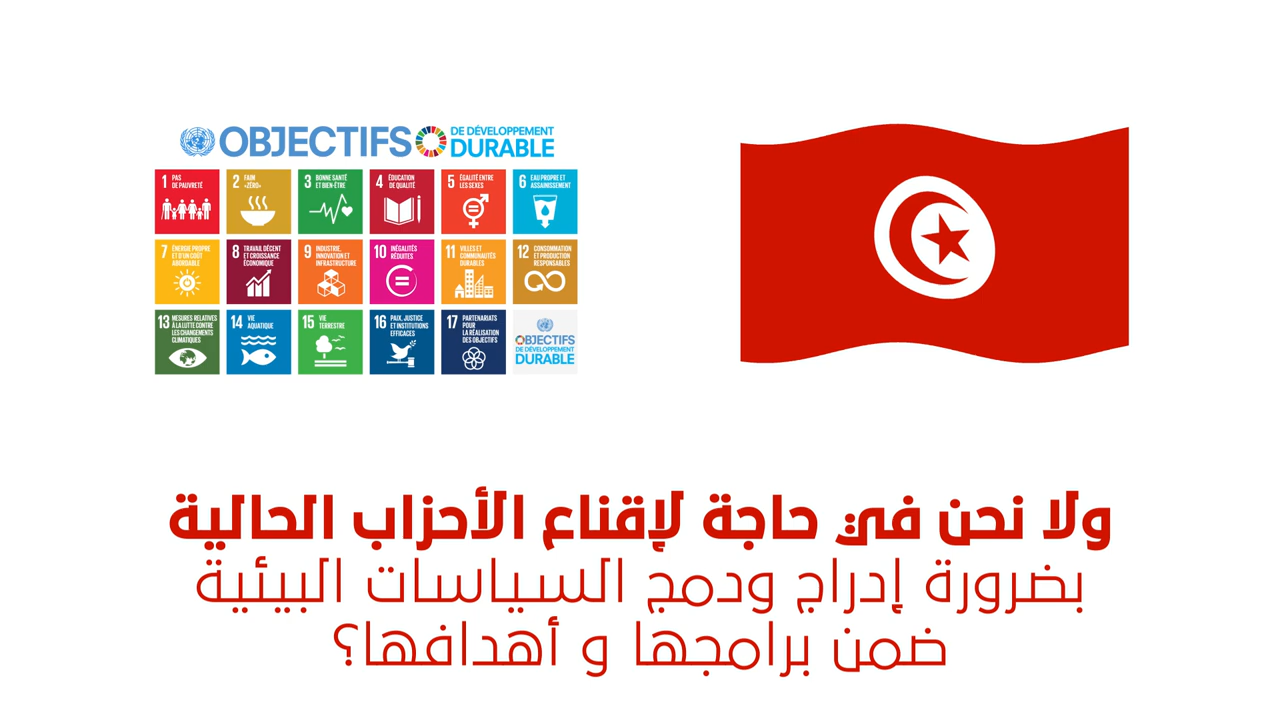 OBJECTIFS DE DÉVELOPPEMENT DURABLE
1 PAS DE PAUVRETÉ
2 FAIM «ZÉRO»
3 BONNE SANTÉ ET BIEN-ÊTRE
4 ÉDUCATION DE QUALITÉ
5 ÉGALITÉ ENTRE LES SEXES
6 EAU PROPRE ET ASSAINISSEMENT
7 ÉNERGIE PROPRE ET D'UN COÛT ABORDABLE
8 TRAVAIL DÉCENT ET CROISSANCE ÉCONOMIQUE
9 INDUSTRIE, INNOVATION ET INFRASTRUCTURE
10 INÉGALITÉS RÉDUITES
11 VILLES ET COMMUNAUTÉS DURABLES
12 CONSOMMATION ET PRODUCTION RESPONSABLES
13 MESURES RELATIVES À LA LUTTE CONTRE LES CHANGEMENTS CLIMATIQUES
14 VIE AQUATIQUE
15 VIE TERRESTRE
16 PAIX, JUSTICE ET INSTITUTIONS EFFICACES
17 PARTENARIATS POUR LA RÉALISATION DES OBJECTIFS
OBJECTIFS
DE DÉVELOPPEMENT
DURABLE
ولا نحن في حاجة لإقناع الأحزاب الحالية
بضرورة إدراج ودمج السياسات البيئية
ضمن برامجها و أهدافها؟